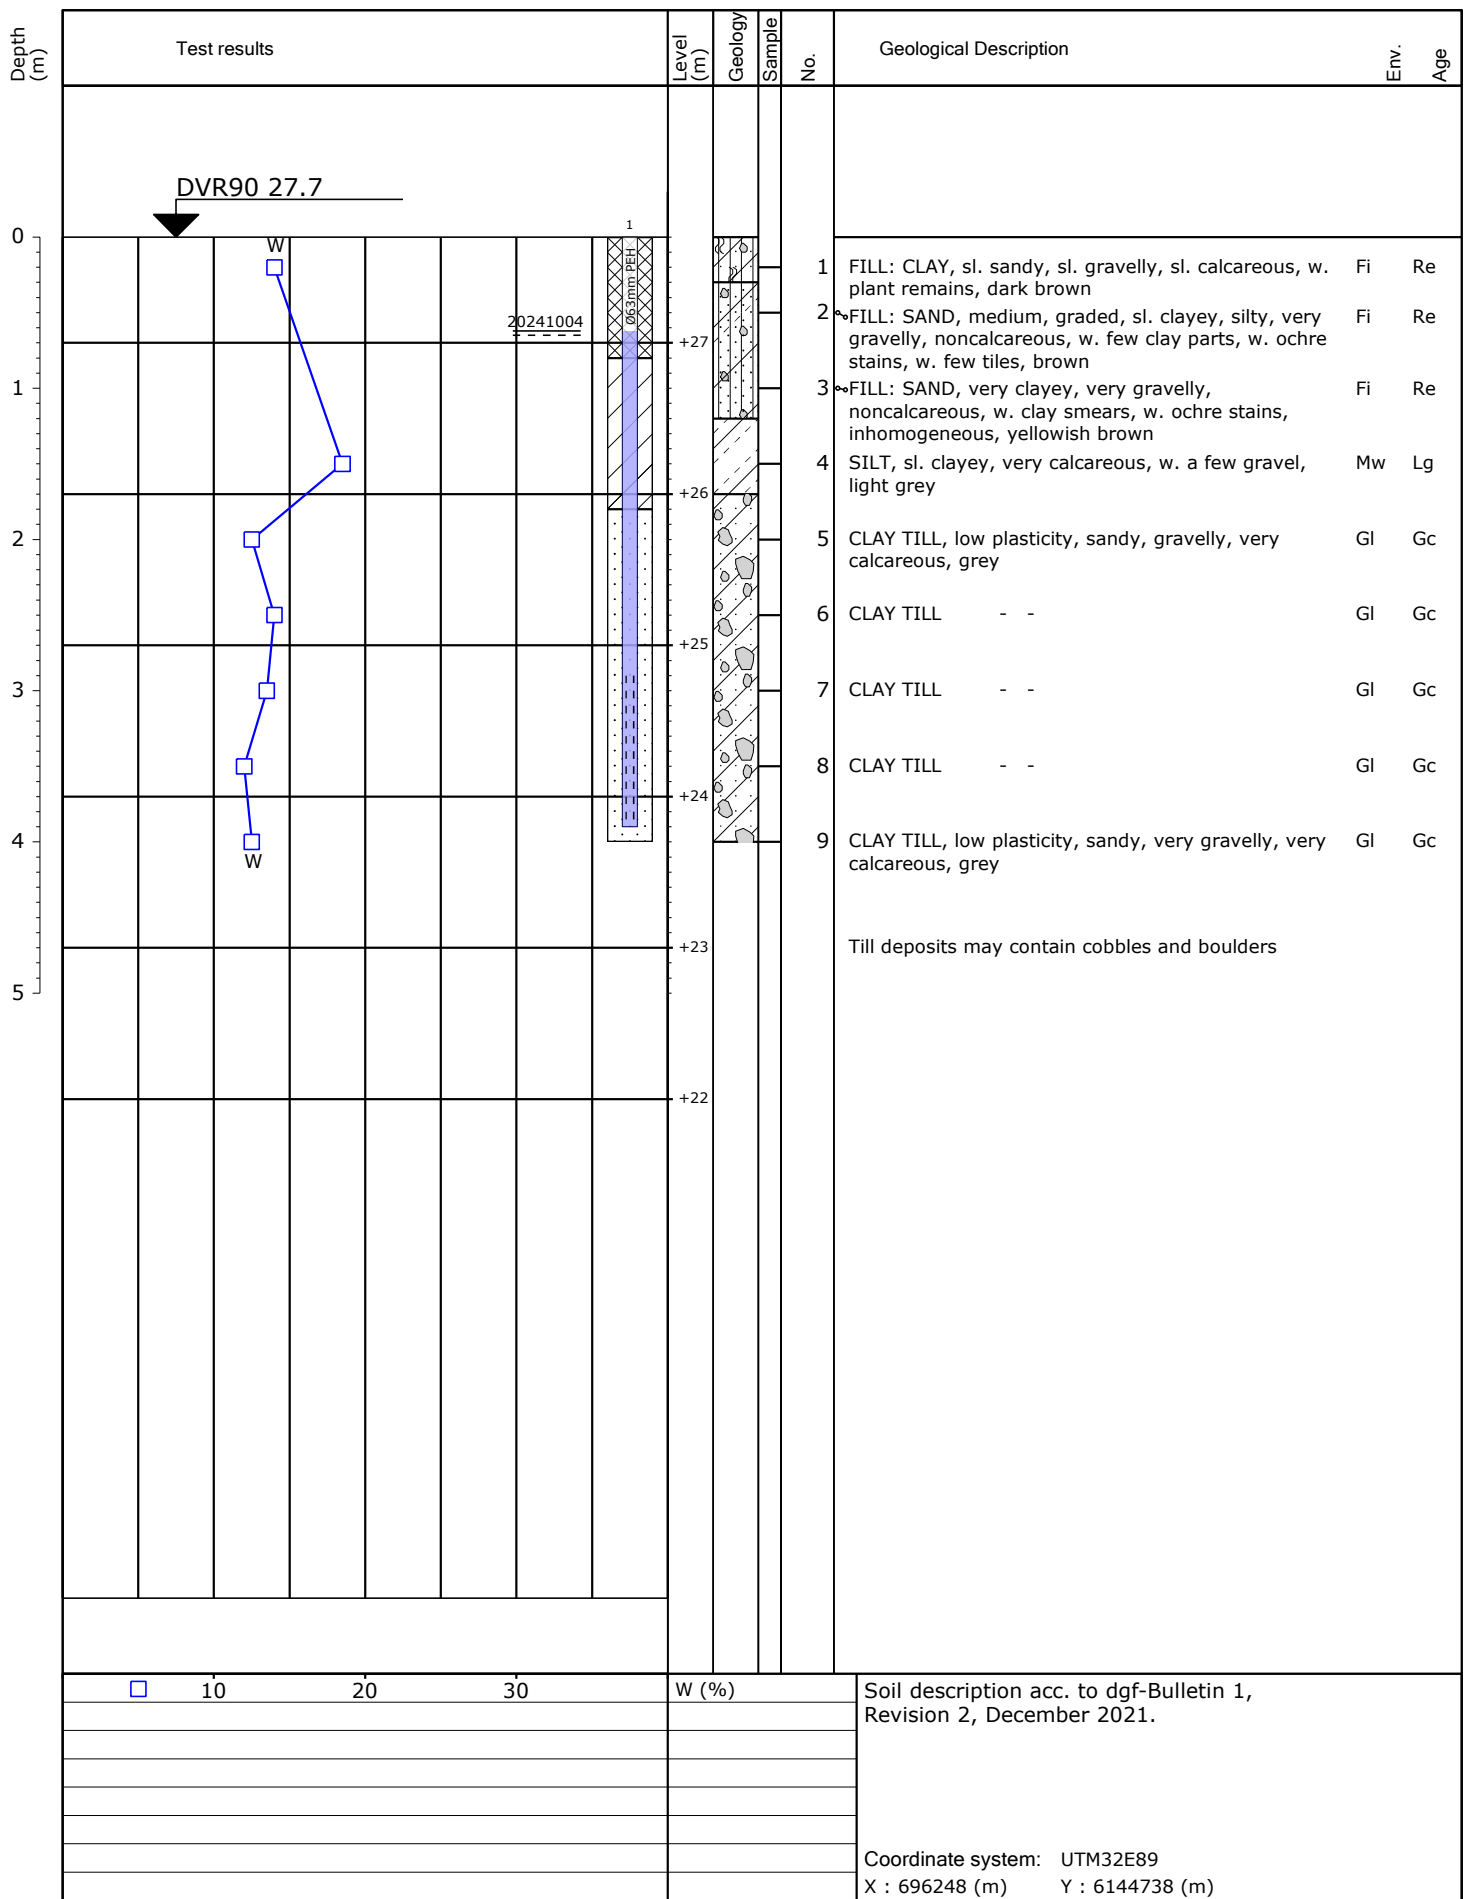 Depth (m)
Test results
Level (m)
Geology
Sample
No.
Geological Description
Env.
Age
DVR90 27.7
0
1
2
3
4
5
W
W
20241004
1
Ø63mm PEH
+27
+26
+25
+24
+23
+22
1 FILL: CLAY, sl. sandy, sl. gravelly, sl. calcareous, w. Fi Re
plant remains, dark brown
2 FILL: SAND, medium, graded, sl. clayey, silty, very Fi Re
gravelly, noncalcareous, w. few clay parts, w. ochre
stains, w. few tiles, brown
3 FILL: SAND, very clayey, very gravelly, Fi Re
noncalcareous, w. clay smears, w. ochre stains,
inhomogeneous, yellowish brown
4 SILT, sl. clayey, very calcareous, w. a few gravel, Mw Lg
light grey
5 CLAY TILL, low plasticity, sandy, gravelly, very Gl Gc
calcareous, grey
6 CLAY TILL - - Gl Gc
7 CLAY TILL - - Gl Gc
8 CLAY TILL - - Gl Gc
9 CLAY TILL, low plasticity, sandy, very gravelly, very Gl Gc
calcareous, grey
Till deposits may contain cobbles and boulders
10 20 30 W (%)
Soil description acc. to dgf-Bulletin 1,
Revision 2, December 2021.
Coordinate system: UTM32E89
X : 696248 (m) Y : 6144738 (m)